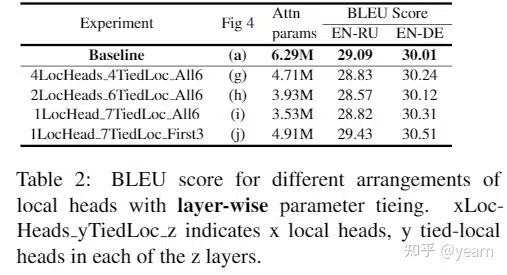 Experiment Fig 4 Attn params BLEU Score
EN-RU EN-DE
Baseline (a) 6.29M 29.09 30.01
4LocHeads_4TiedLoc_All6 (g) 4.71M 28.83 30.24
2LocHeads_6TiedLoc_All6 (h) 3.93M 28.57 30.12
1LocHead_7TiedLoc_All6 (i) 3.53M 28.82 30.31
1LocHead_7TiedLoc_First3 (j) 4.91M 29.43 30.51
Table 2: BLEU score for different arrangements of
local heads with layer-wise parameter tieing. xLoc-
Heads_yTiedLoc_z indicates x local heads, y tied-local
heads in each of the z layers.
知乎 @yearn